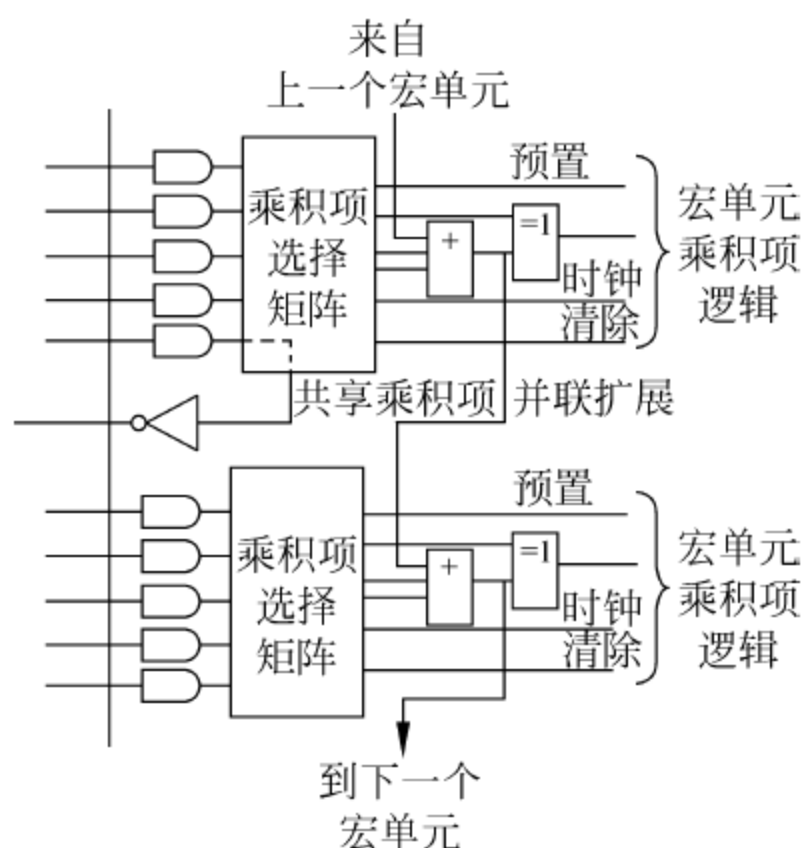 来自
上一个宏单元
预置
乘积项
选择
矩阵
+
=1
时钟
清除
宏单元
乘积项
逻辑
共享乘积项
并联扩展
预置
乘积项
选择
矩阵
+
=1
时钟
清除
宏单元
乘积项
逻辑
到下一个
宏单元